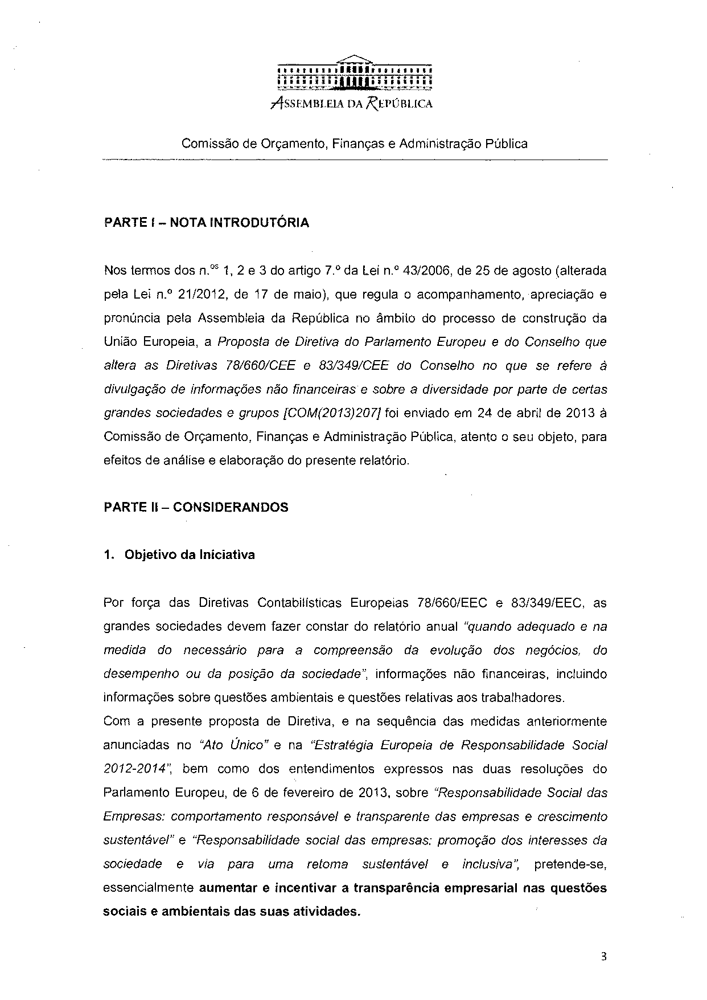 ASSEMBLEIA DA REPÚBLICA
Comissão de Orçamento, Finanças e Administração Pública
PARTE I – NOTA INTRODUTÓRIA
Nos termos dos n.ºs 1, 2 e 3 do artigo 7.º da Lei n.º 43/2006, de 25 de agosto (alterada
pela Lei n.º 21/2012, de 17 de maio), que regula o acompanhamento, apreciação e
pronúncia pela Assembleia da República no âmbito do processo de construção da
União Europeia, a Proposta de Diretiva do Parlamento Europeu e do Conselho que
altera as Diretivas 78/660/CEE e 83/349/CEE do Conselho no que se refere à
divulgação de informações não financeiras e sobre a diversidade por parte de certas
grandes sociedades e grupos [COM(2013)207] foi enviado em 24 de abril de 2013 à
Comissão de Orçamento, Finanças e Administração Pública, atento o seu objeto, para
efeitos de análise e elaboração do presente relatório.
PARTE II – CONSIDERANDOS
1. Objetivo da Iniciativa
Por força das Diretivas Contabilísticas Europeias 78/660/EEC e 83/349/EEC, as
grandes sociedades devem fazer constar do relatório anual “quando adequado e na
medida do necessário para a compreensão da evolução dos negócios, do
desempenho ou da posição da sociedade”, informações não financeiras, incluindo
informações sobre questões ambientais e questões relativas aos trabalhadores.
Com a presente proposta de Diretiva, e na sequência das medidas anteriormente
anunciadas no “Ato Único” e na “Estratégia Europeia de Responsabilidade Social
2012-2014”, bem como dos entendimentos expressos nas duas resoluções do
Parlamento Europeu, de 6 de fevereiro de 2013, sobre “Responsabilidade Social das
Empresas: comportamento responsável e transparente das empresas e crescimento
sustentável” e “Responsabilidade social das empresas: promoção dos interesses da
sociedade e via para uma retoma sustentável e inclusiva”, pretende-se,
essencialmente aumentar e incentivar a transparência empresarial nas questões
sociais e ambientais das suas atividades.
3